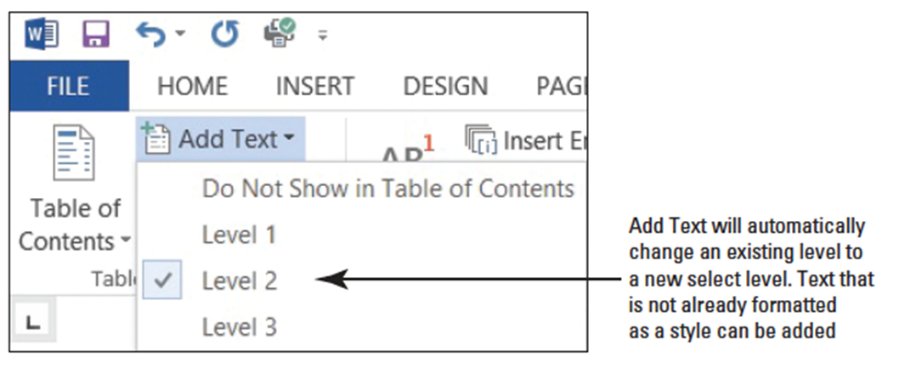 FILE HOME INSERT DESIGN
Add Text
Insert
Table of
Contents
Do Not Show in Table of Contents
Level 1
Level 2
Level 3
Add Text will automatically
change an existing level to
a new select level. Text that
is not already formatted
as a style can be added